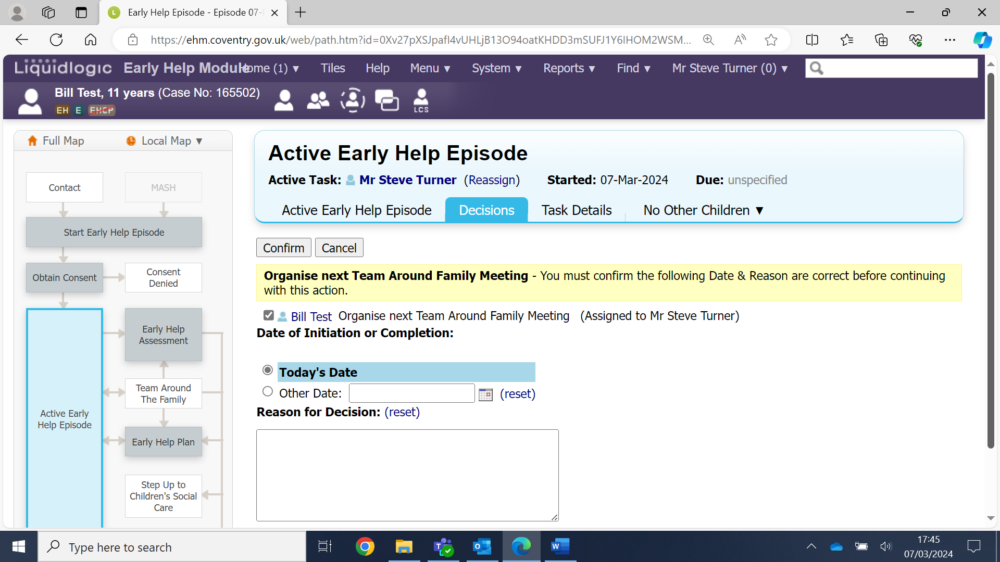 Early Help Episode - Episode 07-
https://ehm.coventry.gov.uk/web/path.htm?id=0Xv27pXSJpafI4vUHLjB13O94oatKHDD3mSUFJ1Y6IHOM2WSM...
Liquidlogic Early Help Module ome (1) ▼ Tiles Help Menu ▼ System ▼ Reports ▼ Find ▼ Mr Steve Turner (0) ▼
Bill Test, 11 years (Case No: 165502)
EH E EHCP
LCS
Full Map Local Map ▼
Contact
MASH
Start Early Help Episode
Obtain Consent
Consent
Denied
Early Help
Assessment
Team Around
The Family
Active Early
Help Episode
Early Help Plan
Step Up to
Children's Social
Care
Active Early Help Episode
Active Task: Mr Steve Turner (Reassign) Started: 07-Mar-2024 Due: unspecified
Active Early Help Episode Decisions Task Details No Other Children ▼
Confirm Cancel
Organise next Team Around Family Meeting - You must confirm the following Date & Reason are correct before continuing
with this action.
Bill Test Organise next Team Around Family Meeting (Assigned to Mr Steve Turner)
Date of Initiation or Completion:
Today's Date
Other Date: (reset)
Reason for Decision: (reset)
Type here to search
17:45
07/03/2024